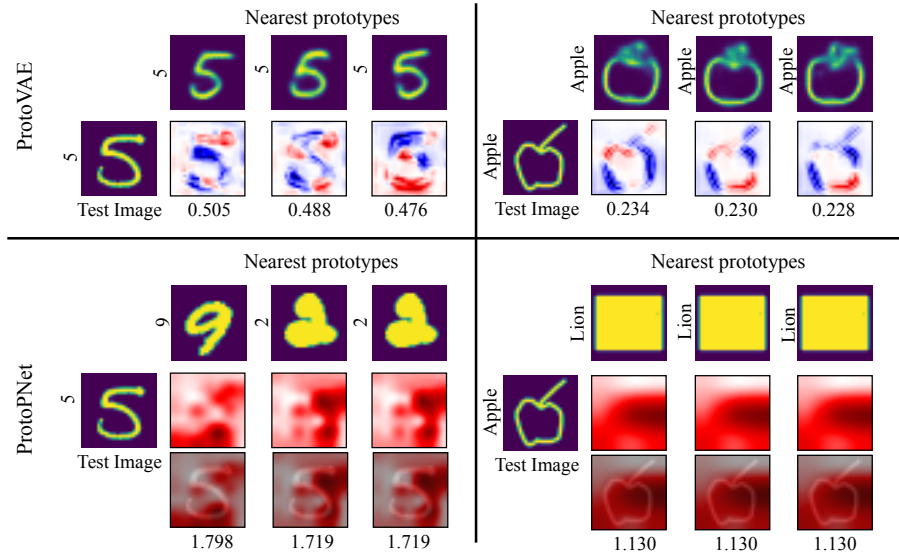 Nearest prototypes
ProtoVAE
5
5
5
5
Test Image
0.505
0.488
0.476
Nearest prototypes
Apple
Apple
Apple
Apple
Test Image
0.234
0.230
0.228
Nearest prototypes
ProtoPNet
9
2
2
5
Test Image
1.798
1.719
1.719
Nearest prototypes
Lion
Lion
Lion
Apple
Test Image
1.130
1.130
1.130